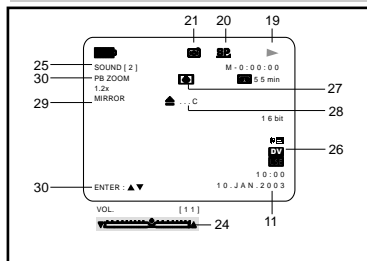 21 20 19
25 SOUND [ 2 ] SP M - 0 : 0 0 : 0 0
30 PB ZOOM 5 5 min
1.2x 27
29 MIRROR . . . C 28
1 6 bit
DV 26
1 0 : 0 0
30 ENTER : ▲▼ 1 0 . J A N . 2 0 0 3
VOL. [ 1 1 ] 11
24